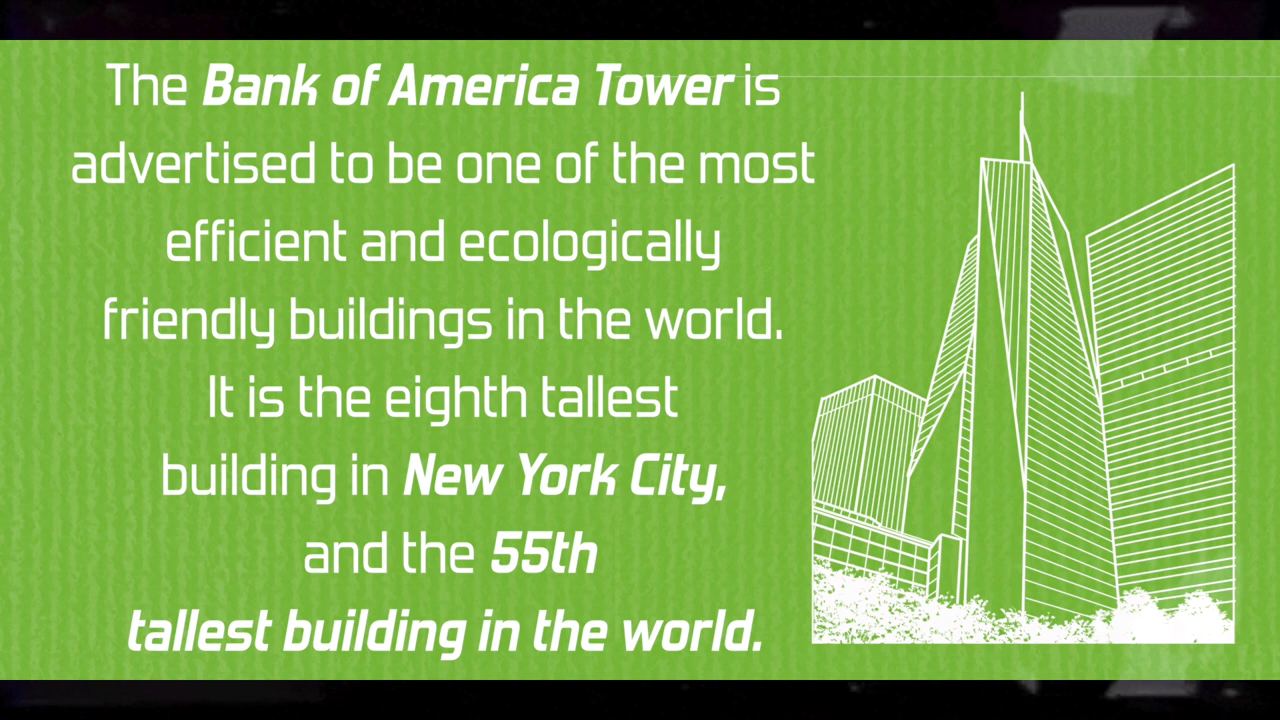 The Bank of America Tower is
advertised to be one of the most
efficient and ecologically
friendly buildings in the world.
It is the eighth tallest
building in New York City,
and the 55th
tallest building in the world.